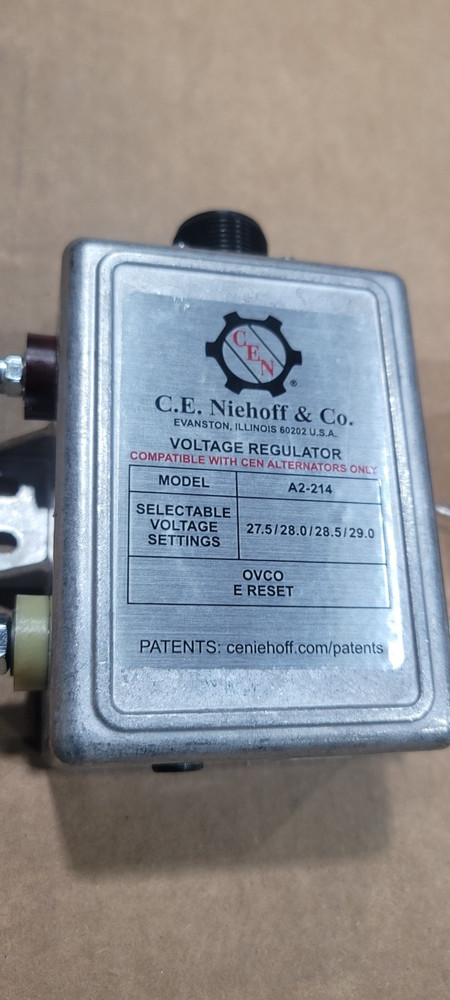 CEN
®
C.E. Niehoff & Co.
EVANSTON, ILLINOIS 60202 U.S.A.
VOLTAGE REGULATOR
COMPATIBLE WITH CEN ALTERNATORS ONLY
MODEL A2-214
SELECTABLE
VOLTAGE 27.5/28.0/28.5/29.0
SETTINGS
OVCO
E RESET
PATENTS: ceniehoff.com/patents